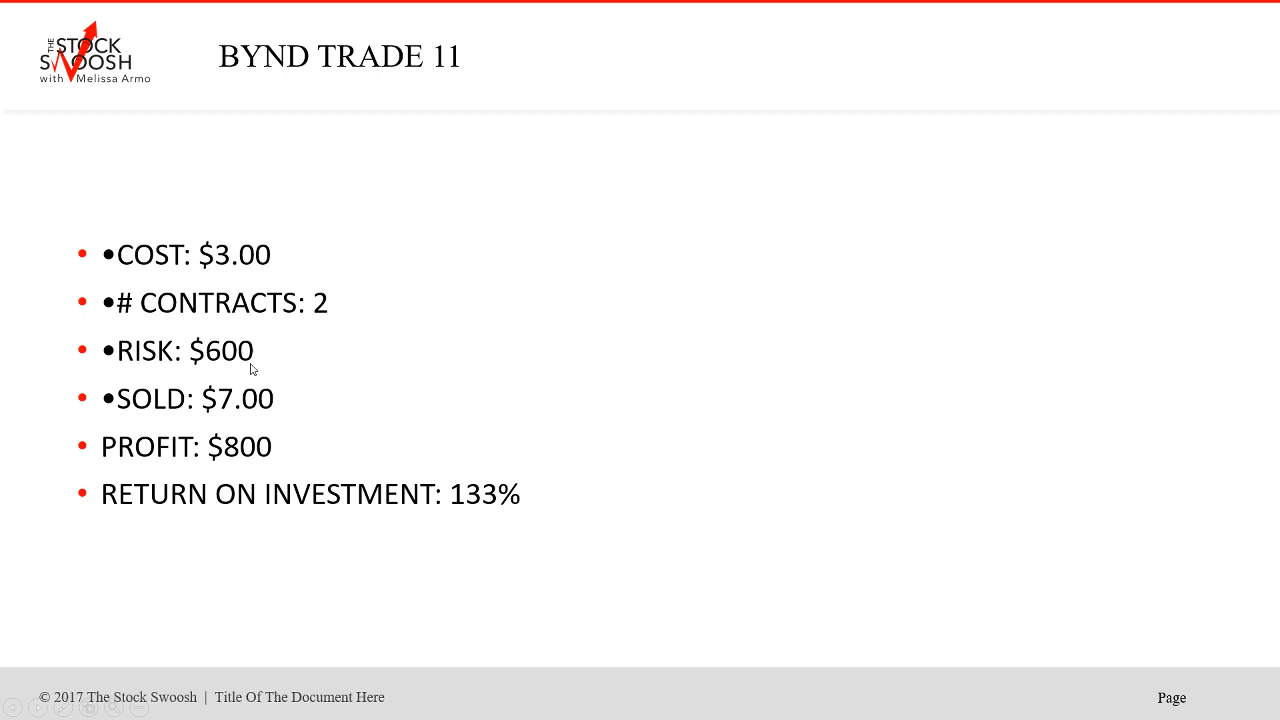 THE
STOCK
SWOOSH
with Melissa Armo
BYND TRADE 11
•COST: $3.00
•# CONTRACTS: 2
•RISK: $600
•SOLD: $7.00
PROFIT: $800
RETURN ON INVESTMENT: 133%
© 2017 The Stock Swoosh | Title Of The Document Here
Page